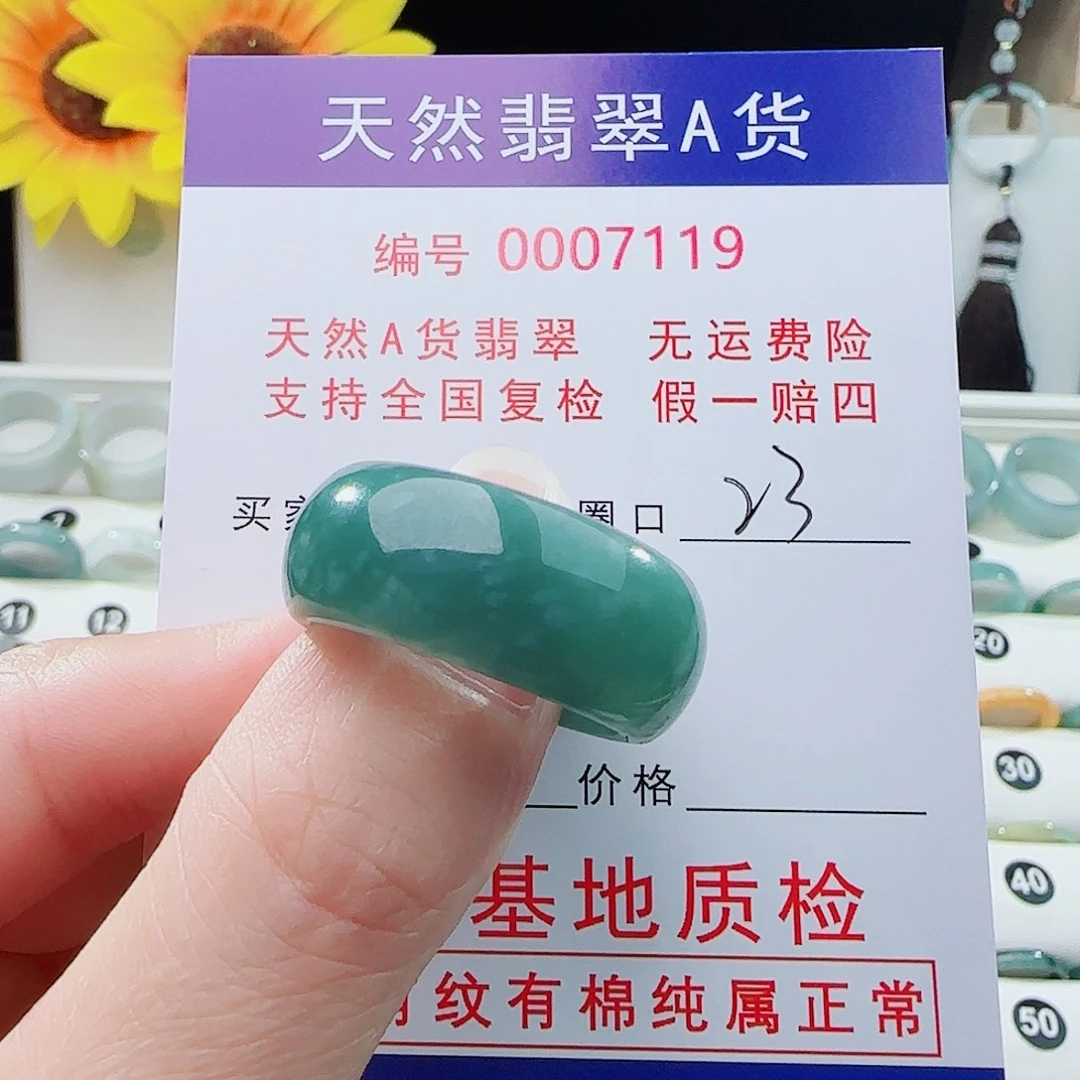 天然翡翠A货
编号 0007119
天然A货翡翠 无运费险
支持全国复检 假一赔四
买家 圈口 23
价格
基地质检
纹有棉纯属正常
7
11 12
20
30
40
50